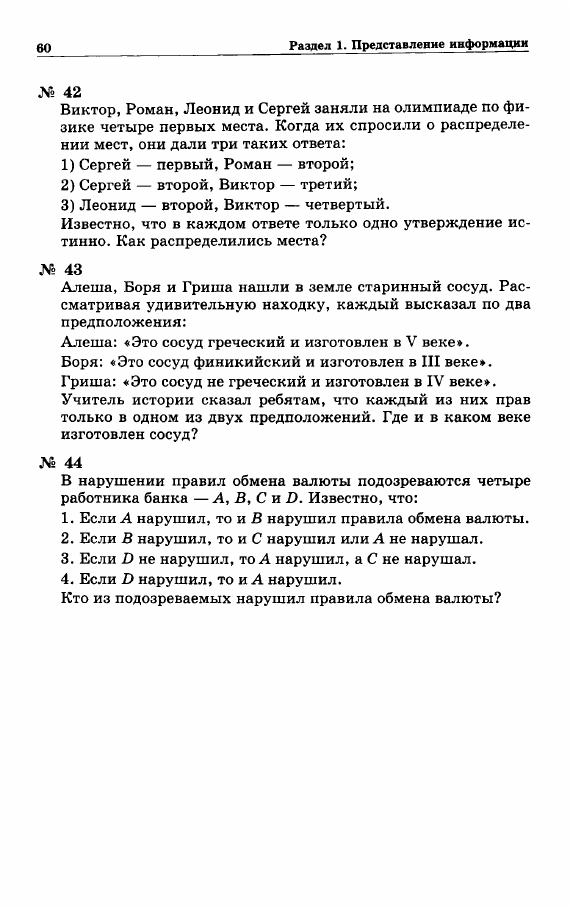 60
Раздел 1. Представление информации
№ 42
Виктор, Роман, Леонид и Сергей заняли на олимпиаде по фи-
зике четыре первых места. Когда их спросили о распределе-
нии мест, они дали три таких ответа:
1) Сергей — первый, Роман — второй;
2) Сергей — второй, Виктор — третий;
3) Леонид — второй, Виктор — четвертый.
Известно, что в каждом ответе только одно утверждение ис-
тинно. Как распределились места?
№ 43
Алеша, Боря и Гриша нашли в земле старинный сосуд. Рас-
сматривая удивительную находку, каждый высказал по два
предположения:
Алеша: «Это сосуд греческий и изготовлен в V веке».
Боря: «Это сосуд финикийский и изготовлен в III веке».
Гриша: «Это сосуд не греческий и изготовлен в IV веке».
Учитель истории сказал ребятам, что каждый из них прав
только в одном из двух предположений. Где и в каком веке
изготовлен сосуд?
№ 44
В нарушении правил обмена валюты подозреваются четыре
работника банка — A, B, C и D. Известно, что:
1. Если A нарушил, то и B нарушил правила обмена валюты.
2. Если B нарушил, то и C нарушил или A не нарушал.
3. Если D не нарушил, то A нарушил, а C не нарушал.
4. Если D нарушил, то и A нарушил.
Кто из подозреваемых нарушил правила обмена валюты?